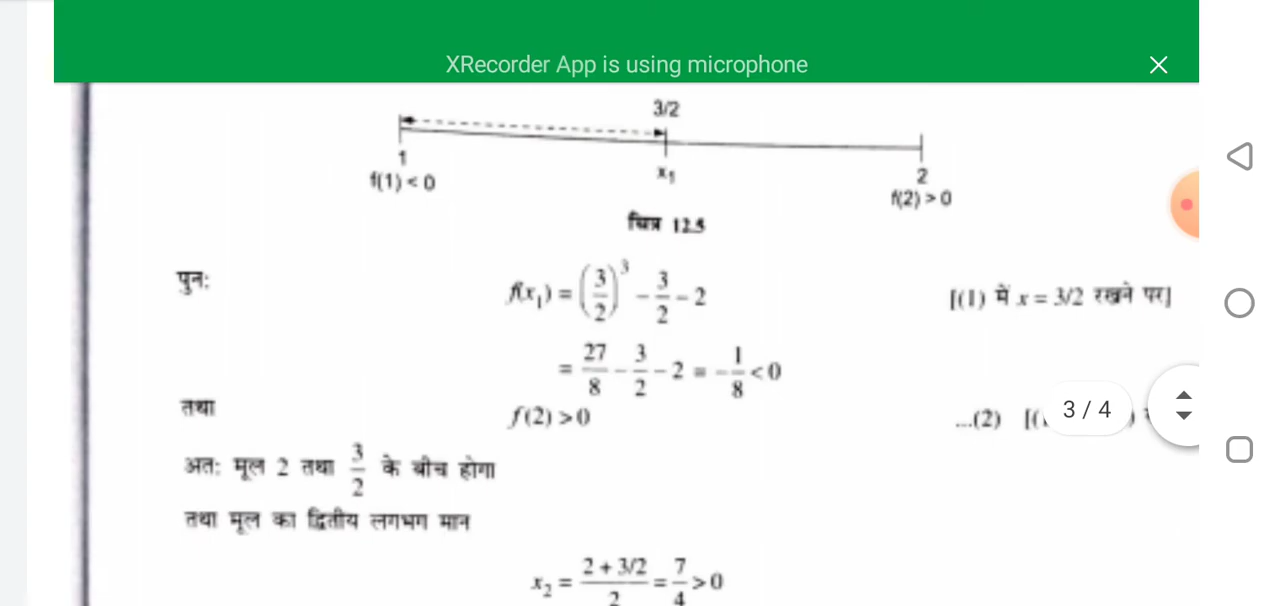 XRecorder App is using microphone
3/2
1
x₁
2
f(1) < 0
f(2) > 0
चित्र 12.5
पुनः f(x₁) = (3/2)³ − 3/2 − 2 [(1) में x = 3/2 रखने पर]
= 27/8 − 3/2 − 2 = − 1/8 < 0
तथा f(2) > 0 ...(2) [(
3 / 4
अतः मूल 2 तथा 3/2 के बीच होगा
तथा मूल का द्वितीय लगभग मान
x₂ = (2 + 3/2)/2 = 7/4 > 0